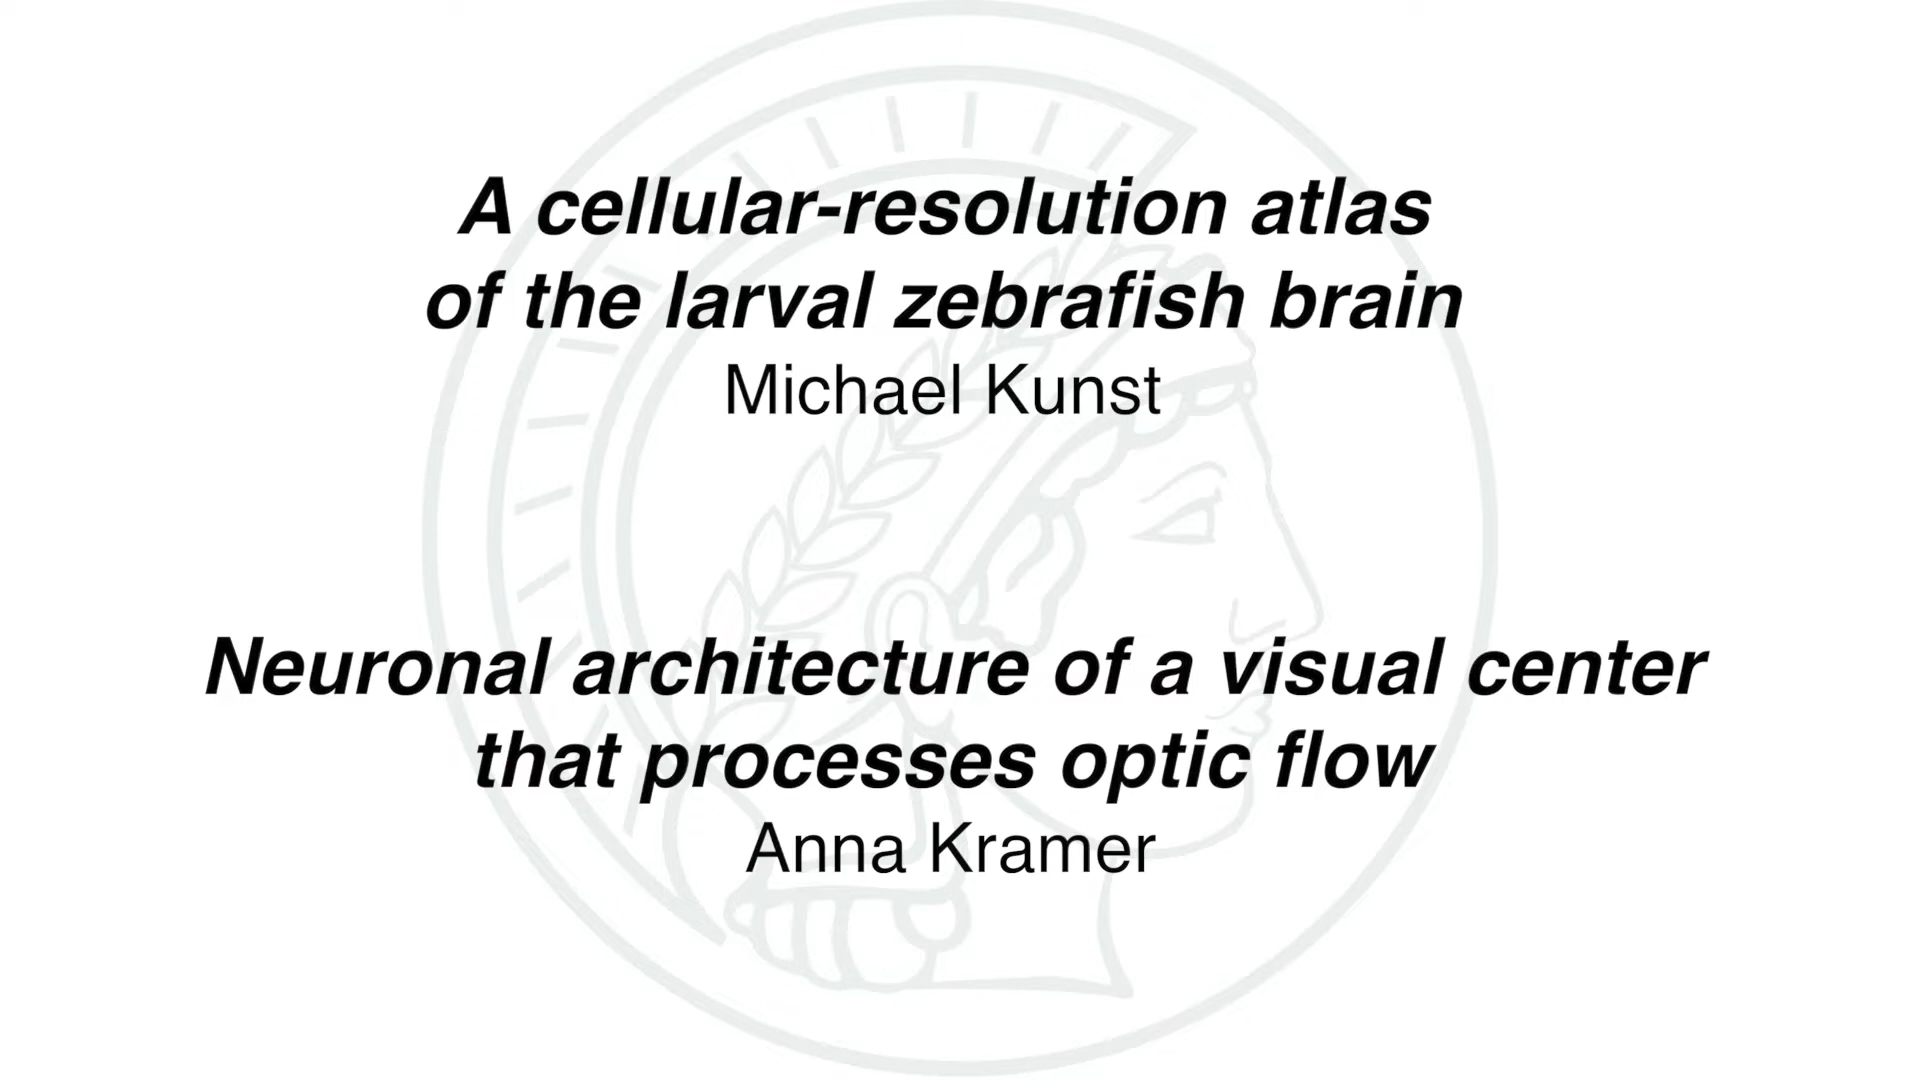 A cellular-resolution atlas
of the larval zebrafish brain
Michael Kunst
Neuronal architecture of a visual center
that processes optic flow
Anna Kramer